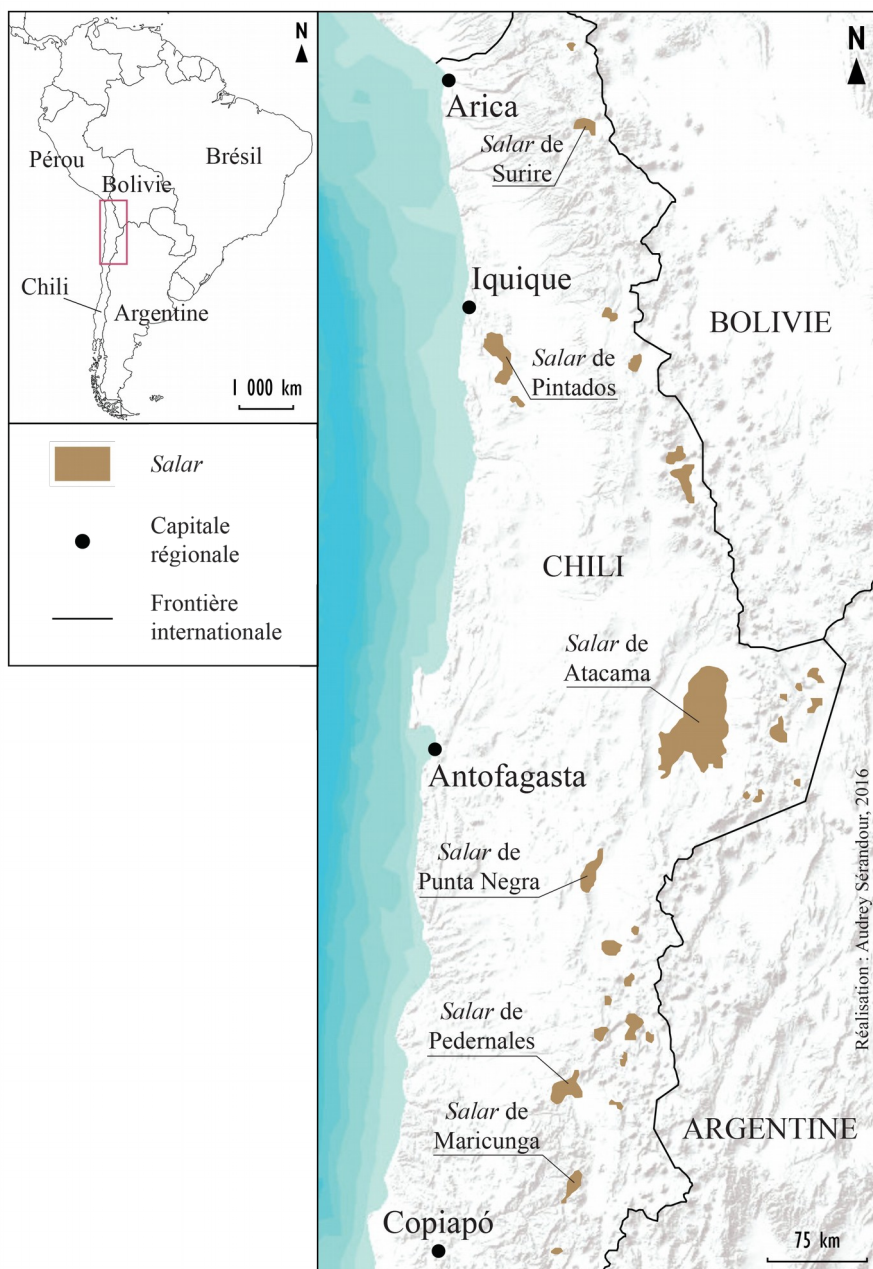 N
Pérou
Brésil
Bolivie
Chili
Argentine
1 000 km
Salar
Capitale
régionale
Frontière
internationale
N
Arica
Salar de
Surire
Iquique
BOLIVIE
Salar de
Pintados
CHILI
Salar de
Atacama
Antofagasta
Salar de
Punta Negra
Salar de
Pedernales
Salar de
Maricunga
ARGENTINE
Copiapó
75 km
Réalisation : Audrey Sérandour, 2016